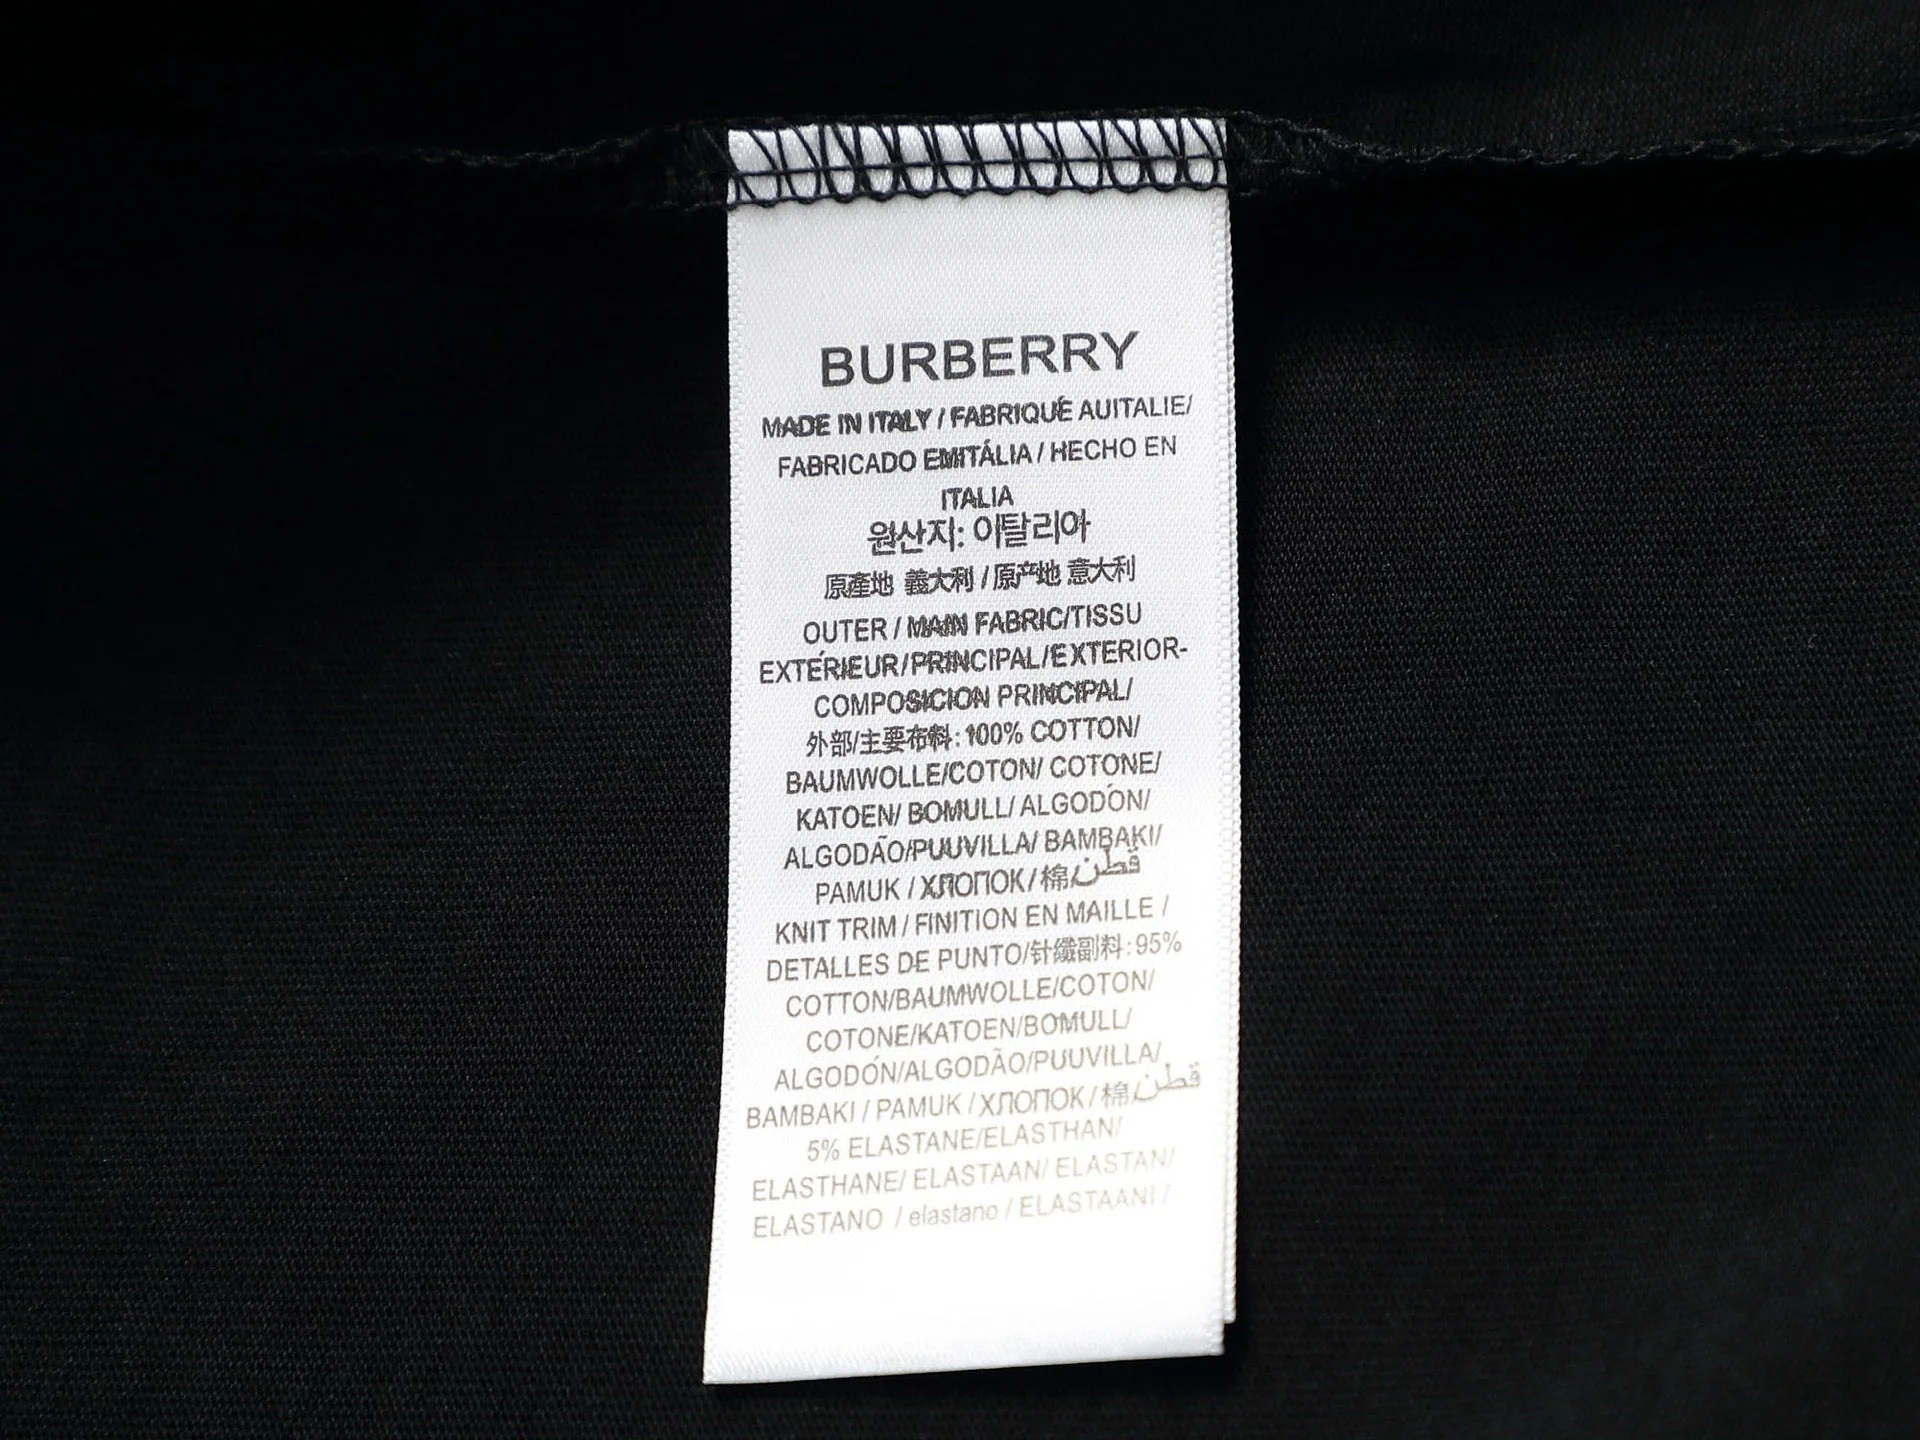 BURBERRY
MADE IN ITALY / FABRIQUÉ AUITALIE/
FABRICADO EMITÁLIA / HECHO EN
ITALIA
원산지: 이탈리아
原產地 義大利 / 原产地 意大利
OUTER / MAIN FABRIC/TISSU
EXTÉRIEUR/PRINCIPAL/EXTERIOR-
COMPOSICION PRINCIPAL/
外部/主要布料: 100% COTTON/
BAUMWOLLE/COTON/ COTONE/
KATOEN/ BOMULL/ ALGODÓN/
ALGODÃO/PUUVILLA/ BAMBAKI/
PAMUK / ХЛОПОК / 棉/قطن
KNIT TRIM / FINITION EN MAILLE /
DETALLES DE PUNTO/针纖副料: 95%
COTTON/BAUMWOLLE/COTON/
COTONE/KATOEN/BOMULL/
ALGODÓN/ALGODÃO/PUUVILLA/
BAMBAKI / PAMUK / ХЛОПОК / 棉/قطن
5% ELASTANE/ELASTHAN/
ELASTHANE/ ELASTAAN/ ELASTAN/
ELASTANO / elastano / ELASTAANI /